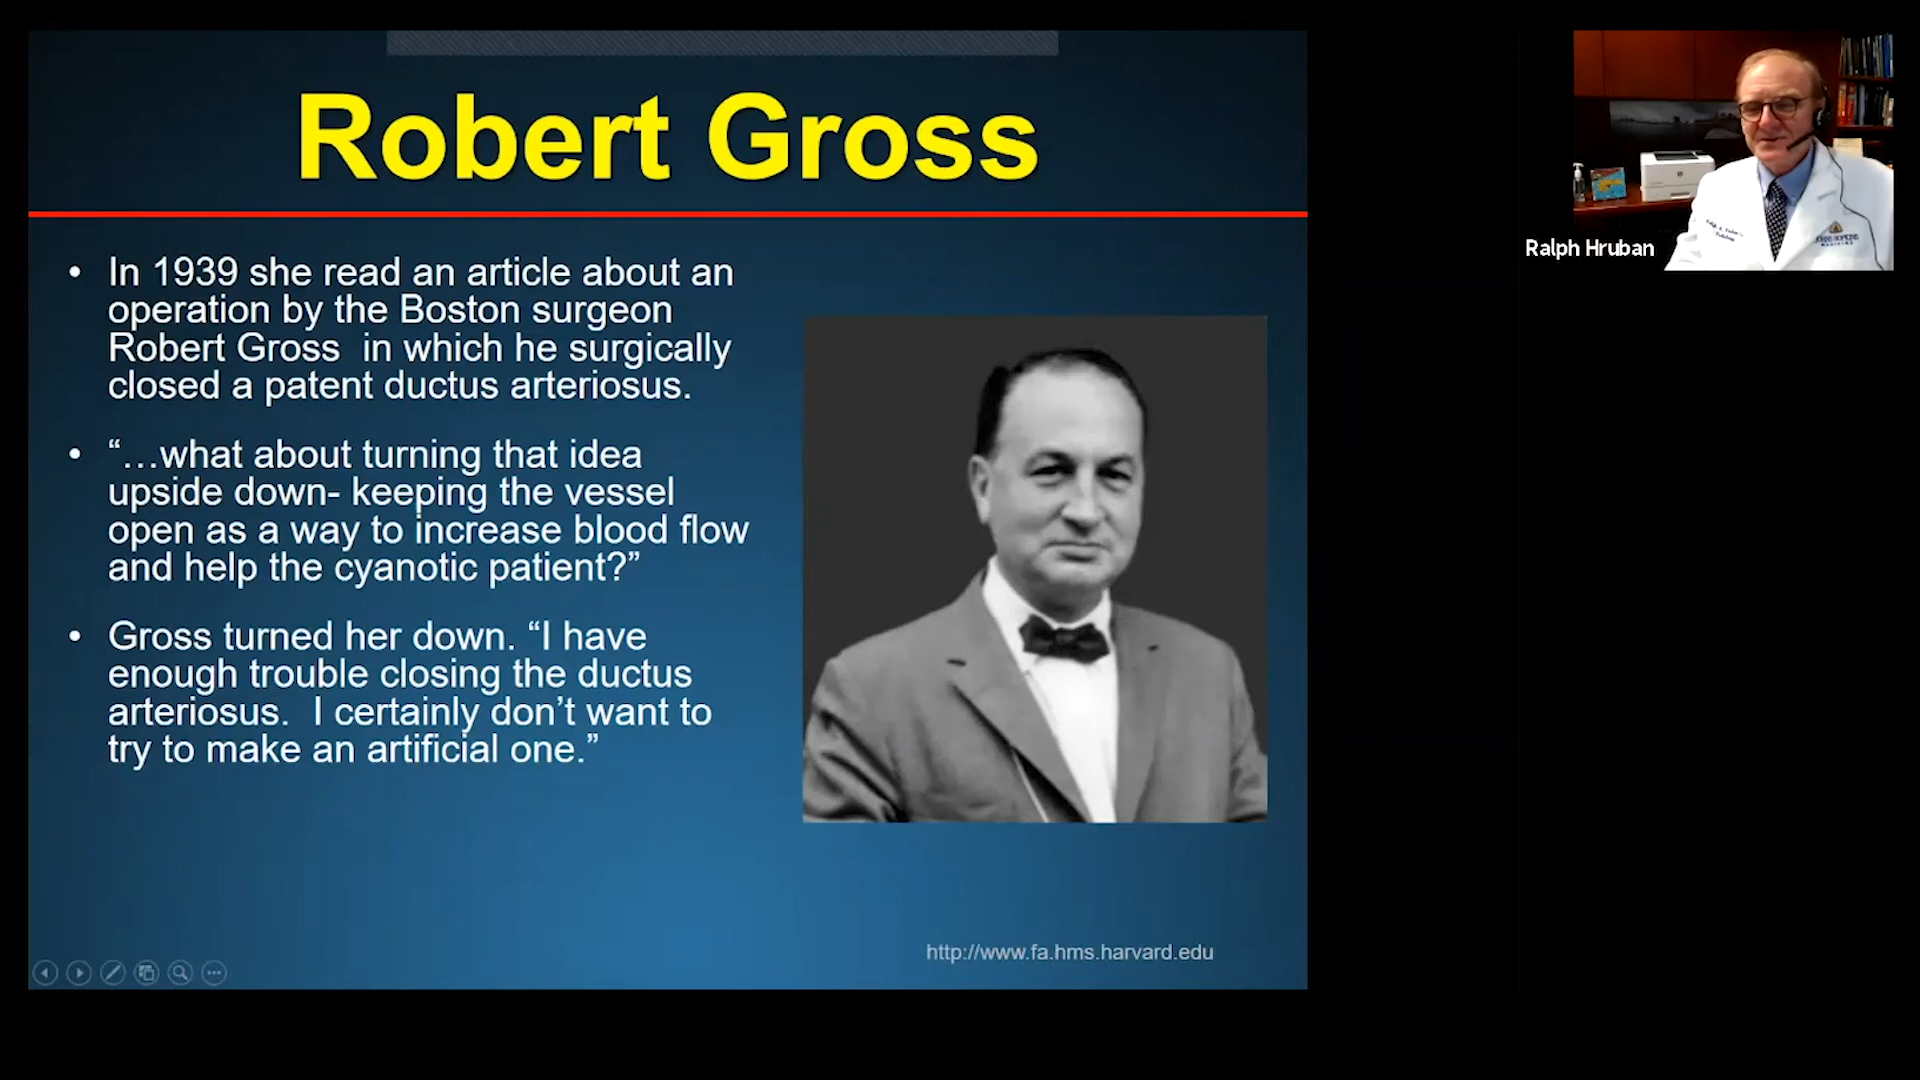 Robert Gross
• In 1939 she read an article about an
operation by the Boston surgeon
Robert Gross  in which he surgically
closed a patent ductus arteriosus.
• “…what about turning that idea
upside down- keeping the vessel
open as a way to increase blood flow
and help the cyanotic patient?”
• Gross turned her down. “I have
enough trouble closing the ductus
arteriosus.  I certainly don’t want to
try to make an artificial one.”
http://www.fa.hms.harvard.edu
Ralph Hruban